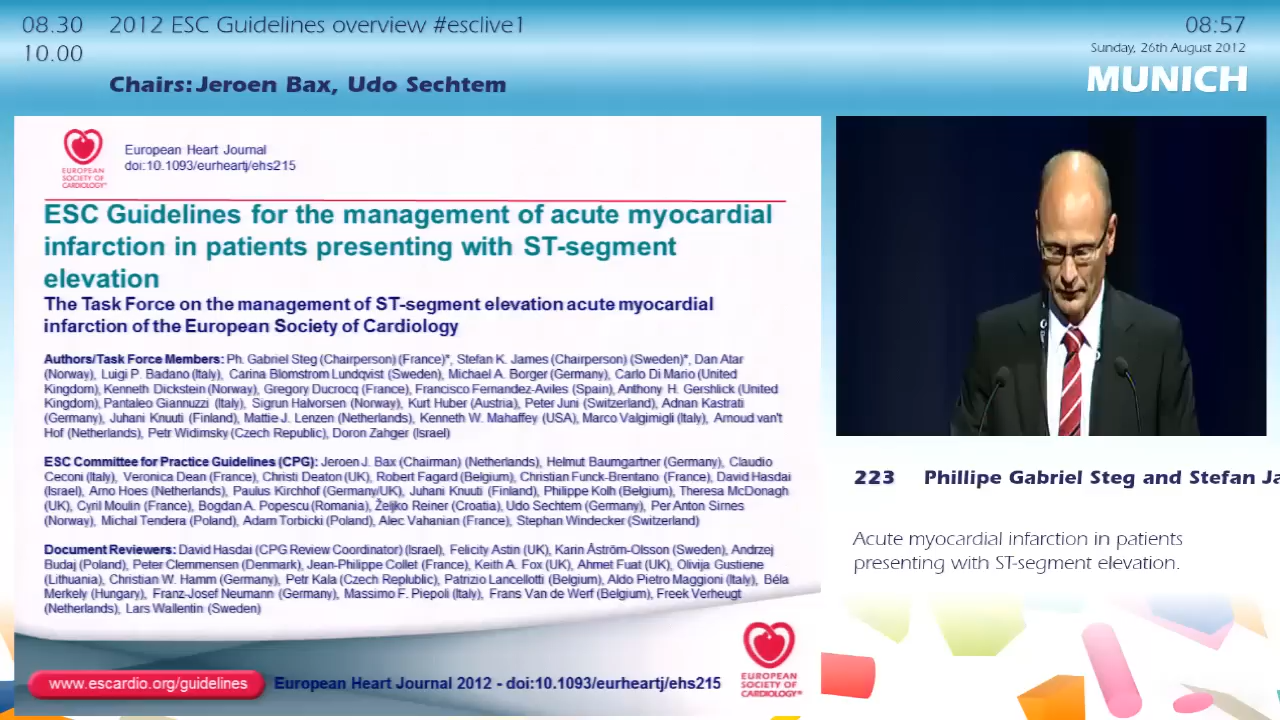 08.30
10.00
2012 ESC Guidelines overview #esclive1
Chairs: Jeroen Bax, Udo Sechtem
08:57
Sunday, 26th August 2012
MUNICH
EUROPEAN
SOCIETY OF
CARDIOLOGY®
European Heart Journal
doi:10.1093/eurheartj/ehs215
ESC Guidelines for the management of acute myocardial
infarction in patients presenting with ST-segment
elevation
The Task Force on the management of ST-segment elevation acute myocardial
infarction of the European Society of Cardiology
Authors/Task Force Members: Ph. Gabriel Steg (Chairperson) (France)*, Stefan K. James (Chairperson) (Sweden)*, Dan Atar
(Norway), Luigi P. Badano (Italy), Carina Blomstrom Lundqvist (Sweden), Michael A. Borger (Germany), Carlo Di Mario (United
Kingdom), Kenneth Dickstein (Norway), Gregory Ducrocq (France), Francisco Fernandez-Aviles (Spain), Anthony H. Gershlick (United
Kingdom), Pantaleo Giannuzzi (Italy), Sigrun Halvorsen (Norway), Kurt Huber (Austria), Peter Juni (Switzerland), Adnan Kastrati
(Germany), Juhani Knuuti (Finland), Mattie J. Lenzen (Netherlands), Kenneth W. Mahaffey (USA), Marco Valgimigli (Italy), Arnoud van't
Hof (Netherlands), Petr Widimsky (Czech Republic), Doron Zahger (Israel)
ESC Committee for Practice Guidelines (CPG): Jeroen J. Bax (Chairman) (Netherlands), Helmut Baumgartner (Germany), Claudio
Ceconi (Italy), Veronica Dean (France), Christi Deaton (UK), Robert Fagard (Belgium), Christian Funck-Brentano (France), David Hasdai
(Israel), Arno Hoes (Netherlands), Paulus Kirchhof (Germany/UK), Juhani Knuuti (Finland), Philippe Kolh (Belgium), Theresa McDonagh
(UK), Cyril Moulin (France), Bogdan A. Popescu (Romania), Željko Reiner (Croatia), Udo Sechtem (Germany), Per Anton Sirnes
(Norway), Michal Tendera (Poland), Adam Torbicki (Poland), Alec Vahanian (France), Stephan Windecker (Switzerland)
Document Reviewers: David Hasdai (CPG Review Coordinator) (Israel), Felicity Astin (UK), Karin Åström-Olsson (Sweden), Andrzej
Budaj (Poland), Peter Clemmensen (Denmark), Jean-Philippe Collet (France), Keith A. Fox (UK), Ahmet Fuat (UK), Olivija Gustiene
(Lithuania), Christian W. Hamm (Germany), Petr Kala (Czech Replublic), Patrizio Lancellotti (Belgium), Aldo Pietro Maggioni (Italy), Béla
Merkely (Hungary), Franz-Josef Neumann (Germany), Massimo F. Piepoli (Italy), Frans Van de Werf (Belgium), Freek Verheugt
(Netherlands), Lars Wallentin (Sweden)
www.escardio.org/guidelines
European Heart Journal 2012 - doi:10.1093/eurheartj/ehs215
EUROPEAN
SOCIETY OF
CARDIOLOGY®
223 Phillipe Gabriel Steg and Stefan Ja
Acute myocardial infarction in patients
presenting with ST-segment elevation.